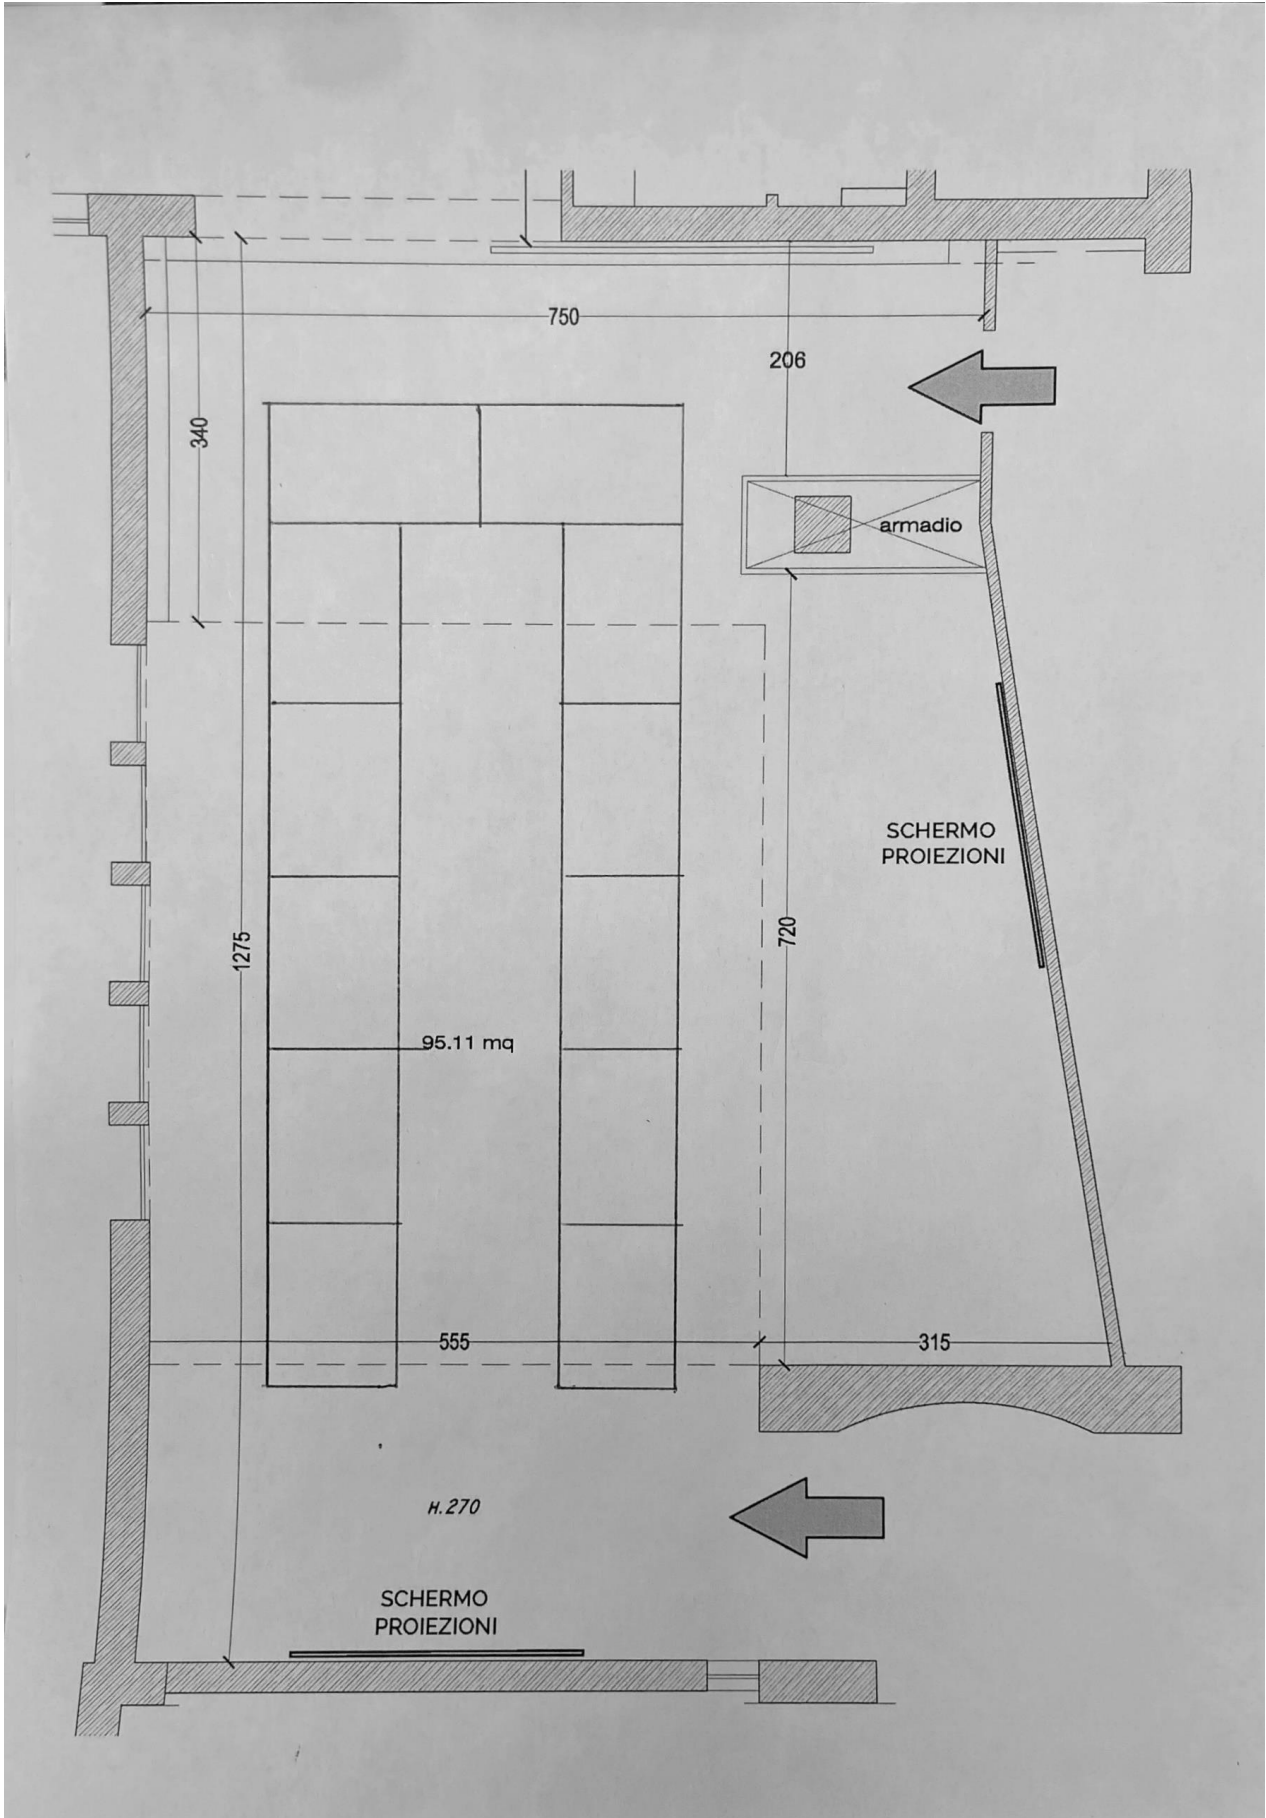 750
206
340
armadio
SCHERMO
PROIEZIONI
720
1275
95.11 mq
555
315
H.270
SCHERMO
PROIEZIONI